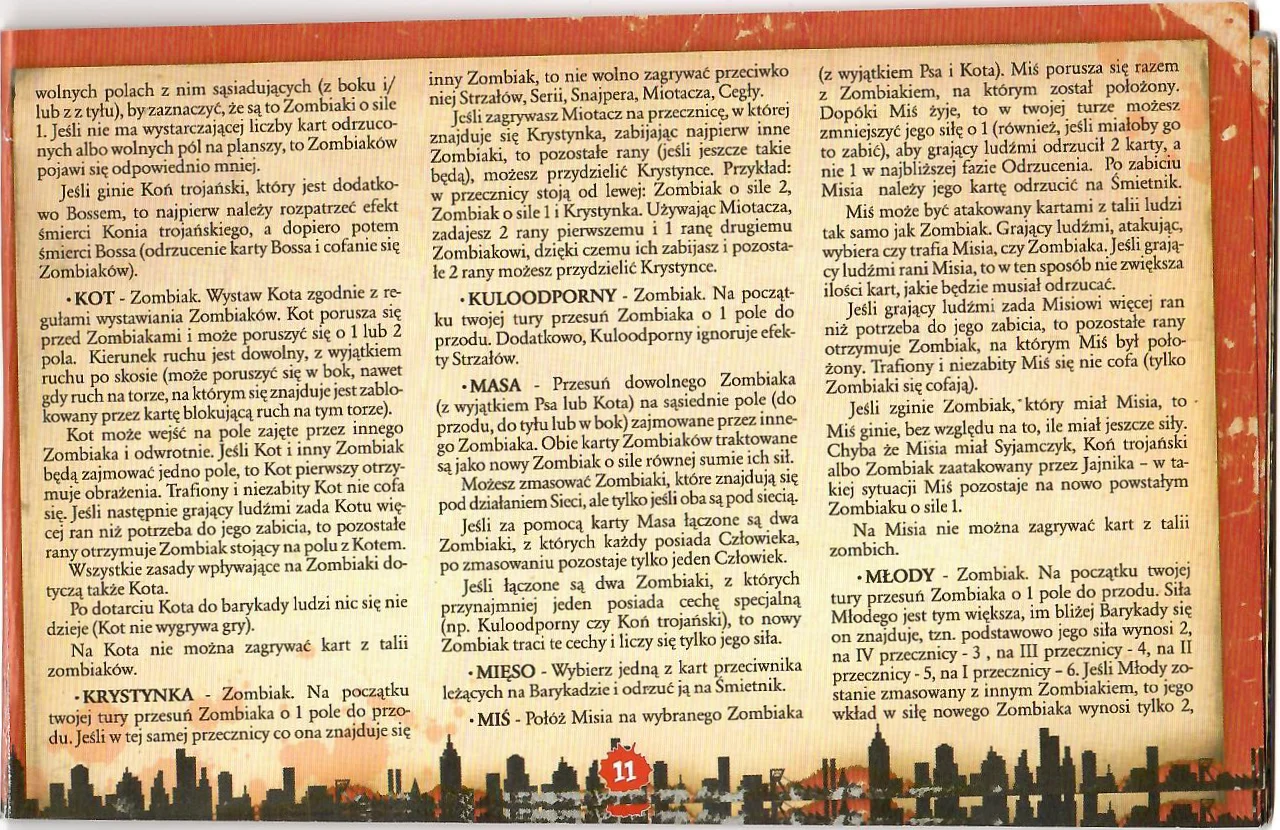 wolnych polach z nim sąsiadujących (z boku i/
lub z z tyłu), by zaznaczyć, że są to Zombiaki o sile
1. Jeśli nie ma wystarczającej liczby kart odrzuco-
nych albo wolnych pól na planszy, to Zombiaków
pojawi się odpowiednio mniej.
Jeśli ginie Koń trojański, który jest dodatko-
wo Bossem, to najpierw należy rozpatrzeć efekt
śmierci Konia trojańskiego, a dopiero potem
śmierci Bossa (odrzucenie karty Bossa i cofanie się
Zombiaków).
• KOT - Zombiak. Wystaw Kota zgodnie z re-
gułami wystawiania Zombiaków. Kot porusza się
przed Zombiakami i może poruszyć się o 1 lub 2
pola. Kierunek ruchu jest dowolny, z wyjątkiem
ruchu po skosie (może poruszyć się w bok, nawet
gdy ruch na torze, na którym się znajduje jest zablo-
kowany przez kartę blokującą ruch na tym torze).
Kot może wejść na pole zajęte przez innego
Zombiaka i odwrotnie. Jeśli Kot i inny Zombiak
będą zajmować jedno pole, to Kot pierwszy otrzy-
muje obrażenia. Trafiony i niezabity Kot nie cofa
się. Jeśli następnie grający ludźmi zada Kotu wię-
cej ran niż potrzeba do jego zabicia, to pozostałe
rany otrzymuje Zombiak stojący na polu z Kotem.
Wszystkie zasady wpływające na Zombiaki do-
tyczą także Kota.
Po dotarciu Kota do barykady ludzi nic się nie
dzieje (Kot nie wygrywa gry).
Na Kota nie można zagrywać kart z talii
zombiaków.
• KRYSTYNKA - Zombiak. Na początku
twojej tury przesuń Zombiaka o 1 pole do przo-
du. Jeśli w tej samej przecznicy co ona znajduje się
inny Zombiak, to nie wolno zagrywać przeciwko
niej Strzałów, Serii, Snajpera, Miotacza, Cegły.
Jeśli zagrywasz Miotacz na przecznicę, w której
znajduje się Krystynka, zabijając najpierw inne
Zombiaki, to pozostałe rany (jeśli jeszcze takie
będą), możesz przydzielić Krystynce. Przykład:
w przecznicy stoją od lewej: Zombiak o sile 2,
Zombiak o sile 1 i Krystynka. Używając Miotacza,
zadajesz 2 rany pierwszemu i 1 ranę drugiemu
Zombiakowi, dzięki czemu ich zabijasz i pozosta-
łe 2 rany możesz przydzielić Krystynce.
• KULOODPORNY - Zombiak. Na począt-
ku twojej tury przesuń Zombiaka o 1 pole do
przodu. Dodatkowo, Kuloodporny ignoruje efek-
ty Strzałów.
• MASA - Przesuń dowolnego Zombiaka
(z wyjątkiem Psa lub Kota) na sąsiednie pole (do
przodu, do tyłu lub w bok) zajmowane przez inne-
go Zombiaka. Obie karty Zombiaków traktowane
są jako nowy Zombiak o sile równej sumie ich sił.
Możesz zmasować Zombiaki, które znajdują się
pod działaniem Sieci, ale tylko jeśli oba są pod siecią.
Jeśli za pomocą karty Masa łączone są dwa
Zombiaki, z których każdy posiada Człowieka,
po zmasowaniu pozostaje tylko jeden Człowiek.
Jeśli łączone są dwa Zombiaki, z których
przynajmniej jeden posiada cechę specjalną
(np. Kuloodporny czy Koń trojański), to nowy
Zombiak traci te cechy i liczy się tylko jego siła.
• MIĘSO - Wybierz jedną z kart przeciwnika
leżących na Barykadzie i odrzuć ją na Śmietnik.
• MIŚ - Połóż Misia na wybranego Zombiaka
(z wyjątkiem Psa i Kota). Miś porusza się razem
z Zombiakiem, na którym został położony.
Dopóki Miś żyje, to w twojej turze możesz
zmniejszyć jego siłę o 1 (również, jeśli miałoby go
to zabić), aby grający ludźmi odrzucił 2 karty, a
nie 1 w najbliższej fazie Odrzucenia. Po zabiciu
Misia należy jego kartę odrzucić na Śmietnik.
Miś może być atakowany kartami z talii ludzi
tak samo jak Zombiak. Grający ludźmi, atakując,
wybiera czy trafia Misia, czy Zombiaka. Jeśli grają-
cy ludźmi rani Misia, to w ten sposób nie zwiększa
ilości kart, jakie będzie musiał odrzucać.
Jeśli grający ludźmi zada Misiowi więcej ran
niż potrzeba do jego zabicia, to pozostałe rany
otrzymuje Zombiak, na którym Miś był poło-
żony. Trafiony i niezabity Miś się nie cofa (tylko
Zombiaki się cofają).
Jeśli zginie Zombiak, który miał Misia, to
Miś ginie, bez względu na to, ile miał jeszcze siły.
Chyba że Misia miał Syjamczyk, Koń trojański
albo Zombiak zaatakowany przez Jajnika – w ta-
kiej sytuacji Miś pozostaje na nowo powstałym
Zombiaku o sile 1.
Na Misia nie można zagrywać kart z talii
zombich.
• MŁODY - Zombiak. Na początku twojej
tury przesuń Zombiaka o 1 pole do przodu. Siła
Młodego jest tym większa, im bliżej Barykady się
on znajduje, tzn. podstawowo jego siła wynosi 2,
na IV przecznicy - 3 , na III przecznicy - 4, na II
przecznicy - 5, na I przecznicy – 6. Jeśli Młody zo-
stanie zmasowany z innym Zombiakiem, to jego
wkład w siłę nowego Zombiaka wynosi tylko 2,
11